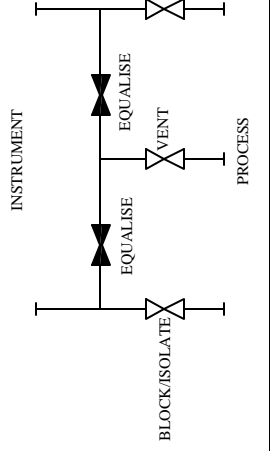 INSTRUMENT
EQUALISE
EQUALISE
VENT
PROCESS
BLOCK/ISOLATE